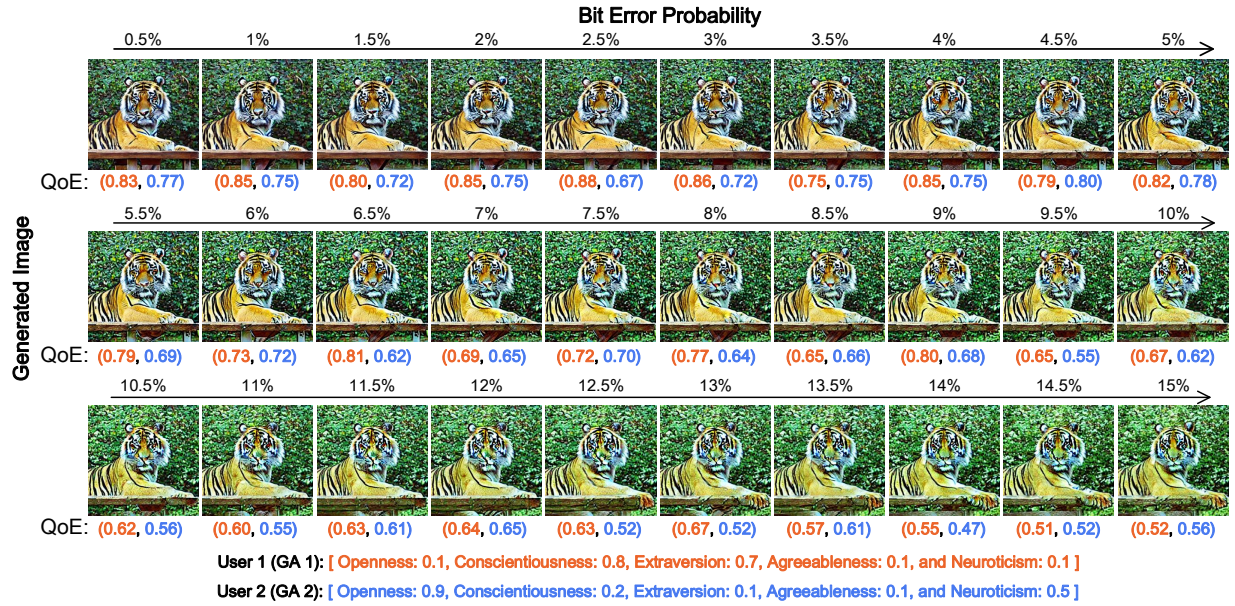 Bit Error Probability
0.5% 1% 1.5% 2% 2.5% 3% 3.5% 4% 4.5% 5%
QoE: (0.83, 0.77) (0.85, 0.75) (0.80, 0.72) (0.85, 0.75) (0.88, 0.67) (0.86, 0.72) (0.75, 0.75) (0.85, 0.75) (0.79, 0.80) (0.82, 0.78)
Generated Image
5.5% 6% 6.5% 7% 7.5% 8% 8.5% 9% 9.5% 10%
QoE: (0.79, 0.69) (0.73, 0.72) (0.81, 0.62) (0.69, 0.65) (0.72, 0.70) (0.77, 0.64) (0.65, 0.66) (0.80, 0.68) (0.65, 0.55) (0.67, 0.62)
10.5% 11% 11.5% 12% 12.5% 13% 13.5% 14% 14.5% 15%
QoE: (0.62, 0.56) (0.60, 0.55) (0.63, 0.61) (0.64, 0.65) (0.63, 0.52) (0.67, 0.52) (0.57, 0.61) (0.55, 0.47) (0.51, 0.52) (0.52, 0.56)
User 1 (GA 1): [ Openness: 0.1, Conscientiousness: 0.8, Extraversion: 0.7, Agreeableness: 0.1, and Neuroticism: 0.1 ]
User 2 (GA 2): [ Openness: 0.9, Conscientiousness: 0.2, Extraversion: 0.1, Agreeableness: 0.1, and Neuroticism: 0.5 ]